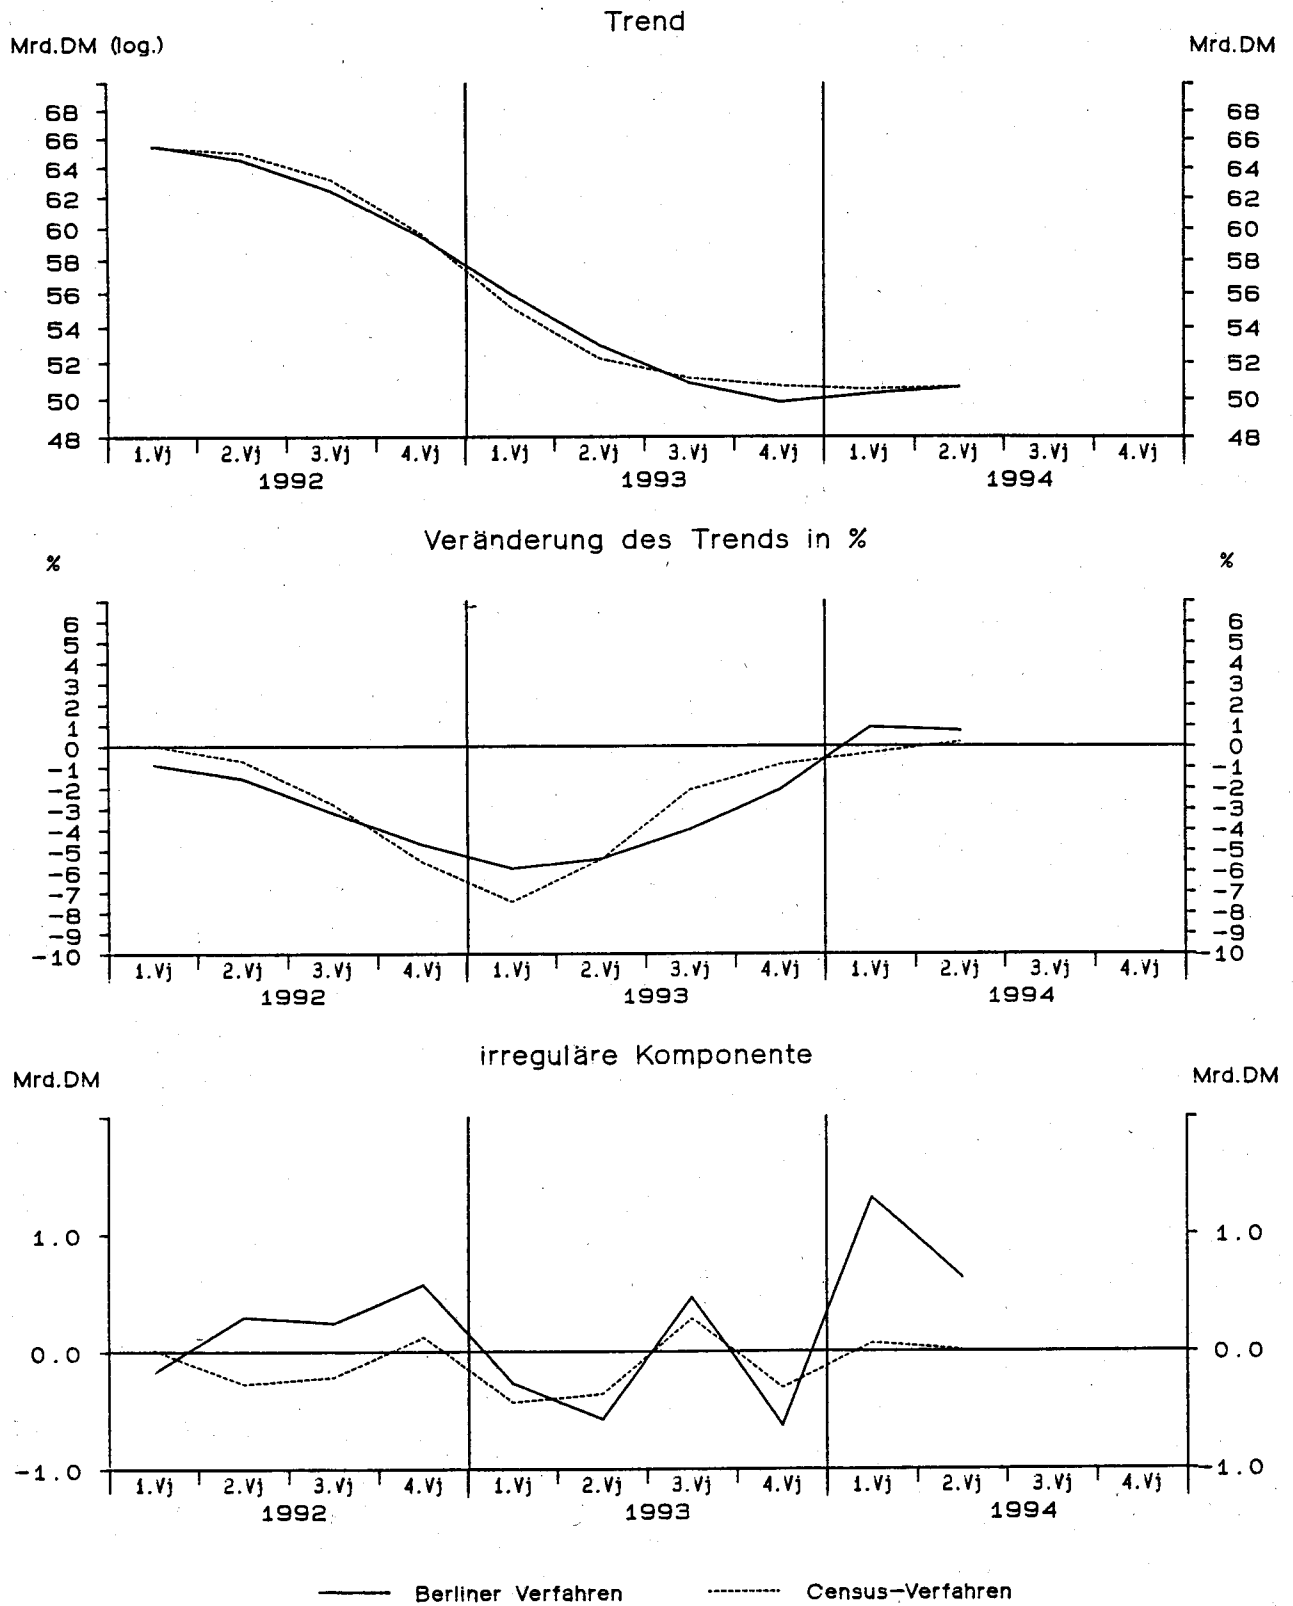 Trend
Mrd.DM (log.) Mrd.DM
68 68
66 66
64 64
62 62
60 60
58 58
56 56
54 54
52 52
50 50
48 48
1.Vj 2.Vj 3.Vj 4.Vj 1.Vj 2.Vj 3.Vj 4.Vj 1.Vj 2.Vj 3.Vj 4.Vj
1992 1993 1994
Veränderung des Trends in %
% %
6 6
5 5
4 4
3 3
2 2
1 1
0 0
-1 -1
-2 -2
-3 -3
-4 -4
-5 -5
-6 -6
-7 -7
-8 -8
-9 -9
-10 -10
1.Vj 2.Vj 3.Vj 4.Vj 1.Vj 2.Vj 3.Vj 4.Vj 1.Vj 2.Vj 3.Vj 4.Vj
1992 1993 1994
irreguläre Komponente
Mrd.DM Mrd.DM
1.0 1.0
0.0 0.0
-1.0 -1.0
1.Vj 2.Vj 3.Vj 4.Vj 1.Vj 2.Vj 3.Vj 4.Vj 1.Vj 2.Vj 3.Vj 4.Vj
1992 1993 1994
Berliner Verfahren Census-Verfahren